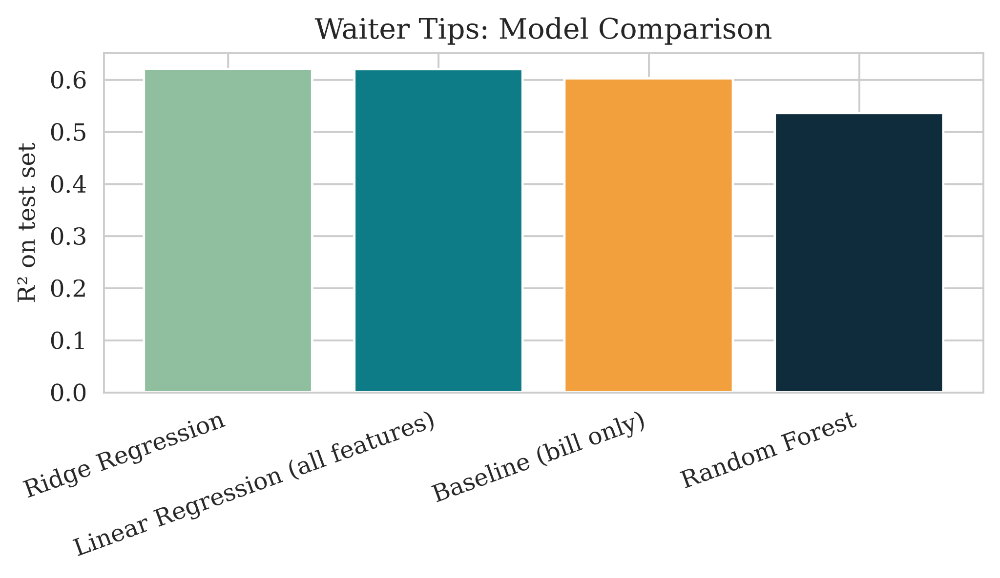 Waiter Tips: Model Comparison
R² on test set
0.6
0.5
0.4
0.3
0.2
0.1
0.0
Ridge Regression
Linear Regression (all features)
Baseline (bill only)
Random Forest